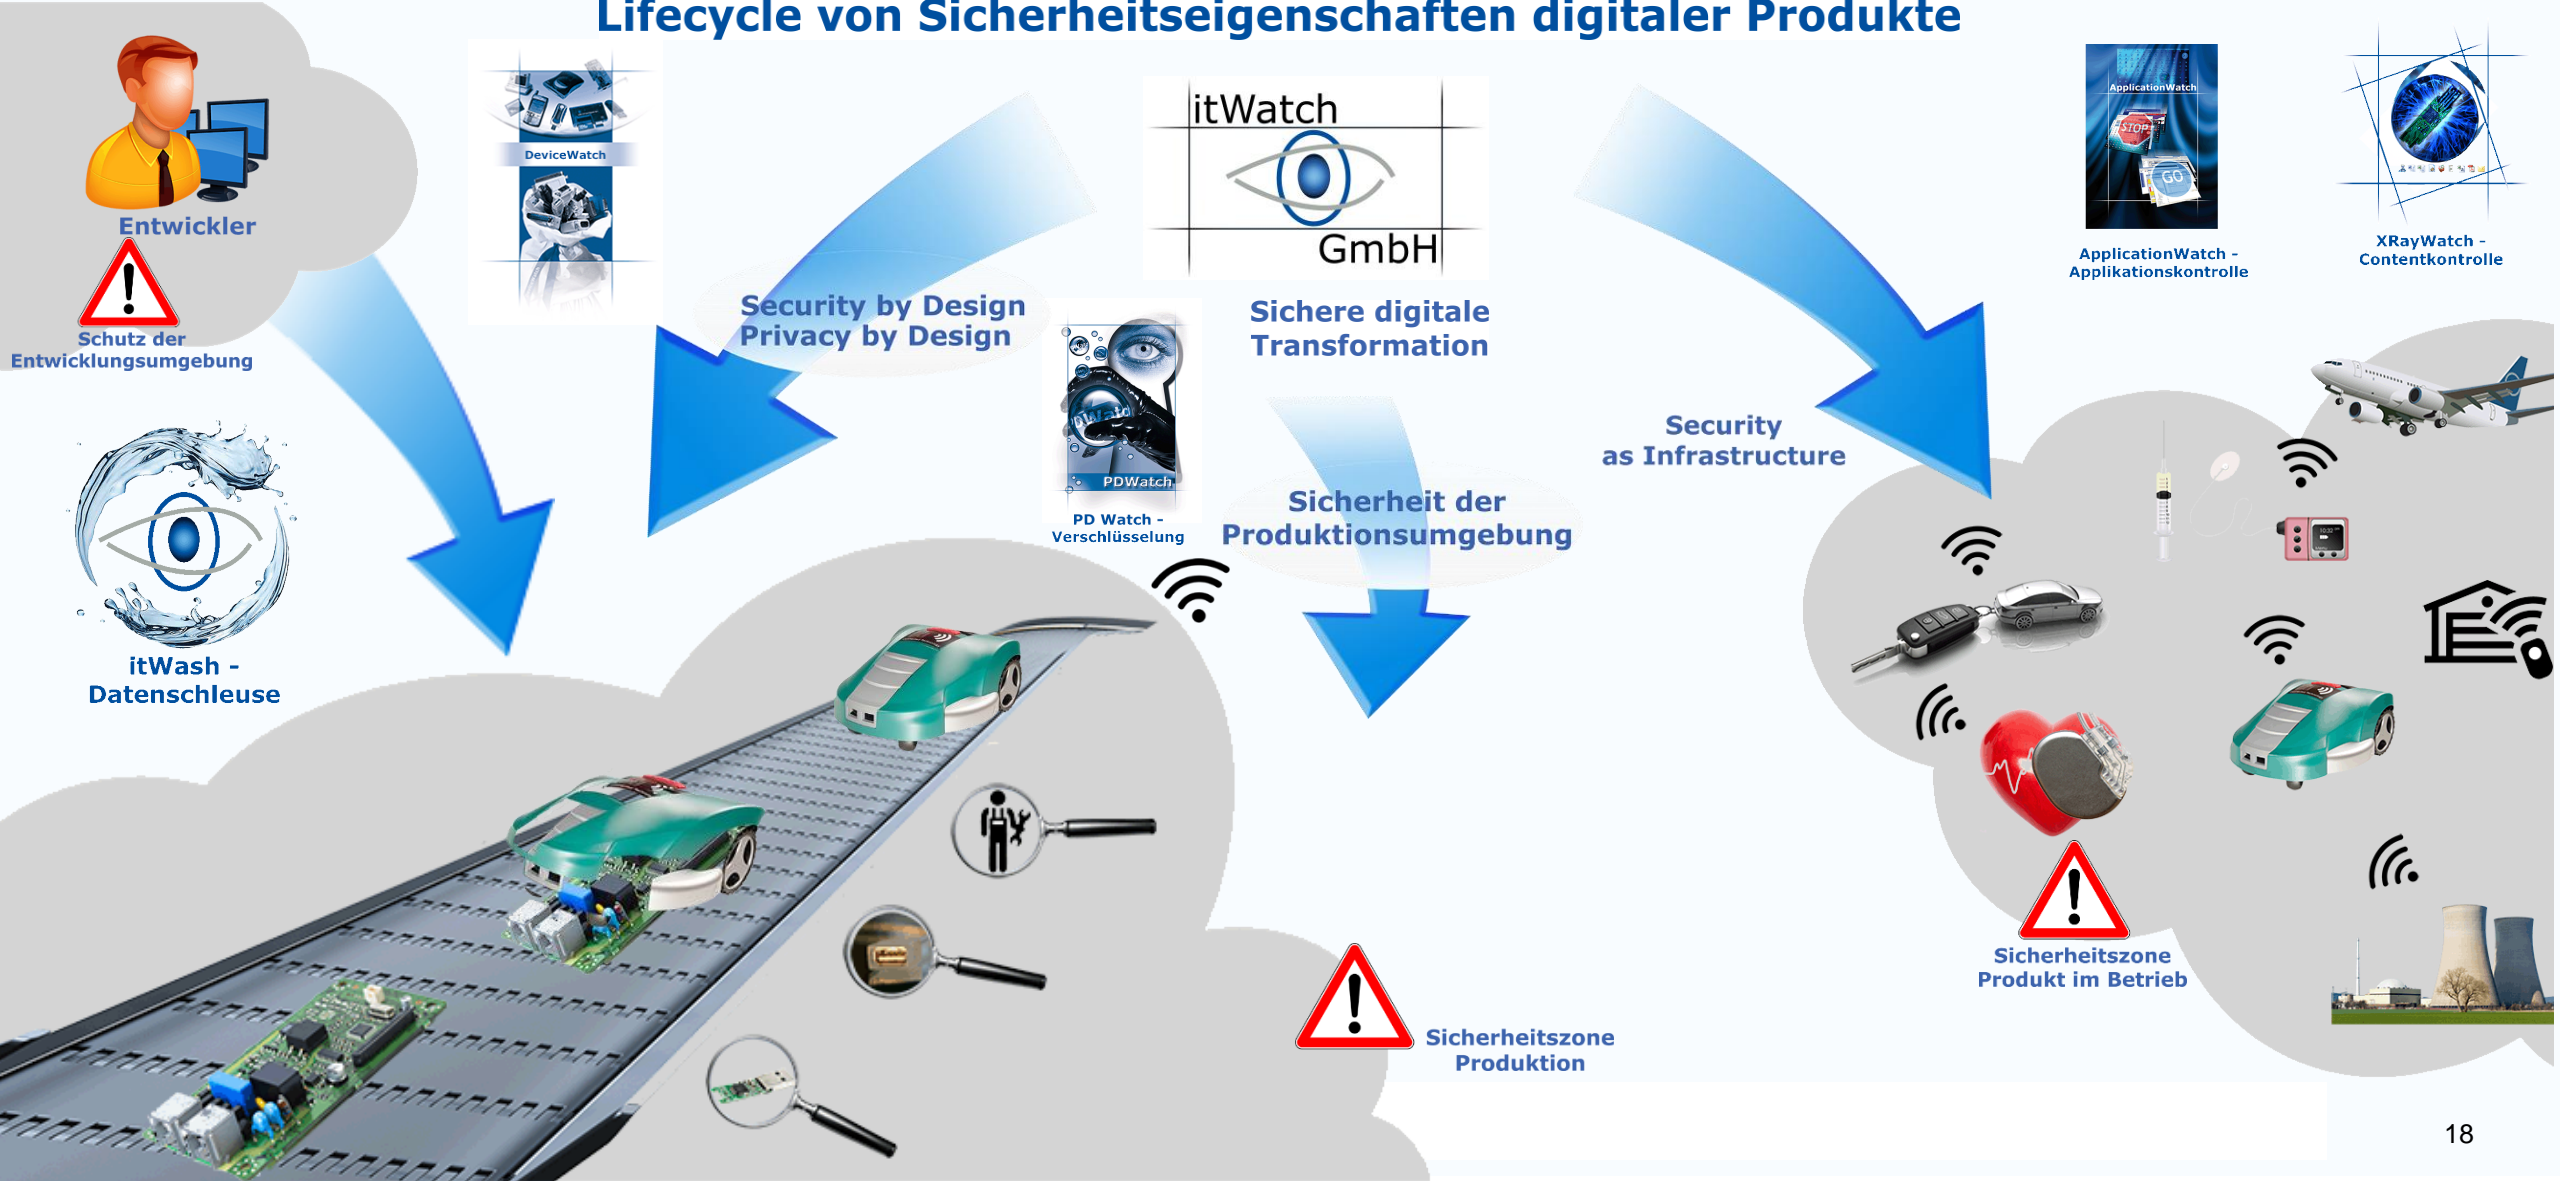 Lifecycle von Sicherheitseigenschaften digitaler Produkte
Entwickler
Schutz der
Entwicklungsumgebung
itWash -
Datenschleuse
DeviceWatch
Security by Design
Privacy by Design
itWatch
GmbH
Sichere digitale
Transformation
PDWatch
PD Watch -
Verschlüsselung
Sicherheit der
Produktionsumgebung
Security
as Infrastructure
ApplicationWatch
STOP
GO
ApplicationWatch -
Applikationskontrolle
XRayWatch -
Contentkontrolle
Sicherheitszone
Produktion
Sicherheitszone
Produkt im Betrieb
18